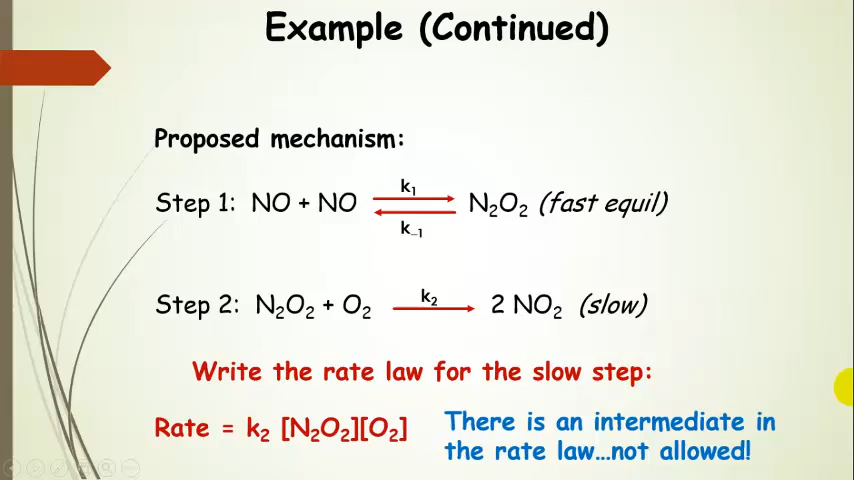 Example (Continued)
Proposed mechanism:
k₁
Step 1: NO + NO ⇄ N₂O₂ (fast equil)
k₋₁
k₂
Step 2: N₂O₂ + O₂ → 2 NO₂ (slow)
Write the rate law for the slow step:
Rate = k₂ [N₂O₂][O₂]
There is an intermediate in
the rate law…not allowed!